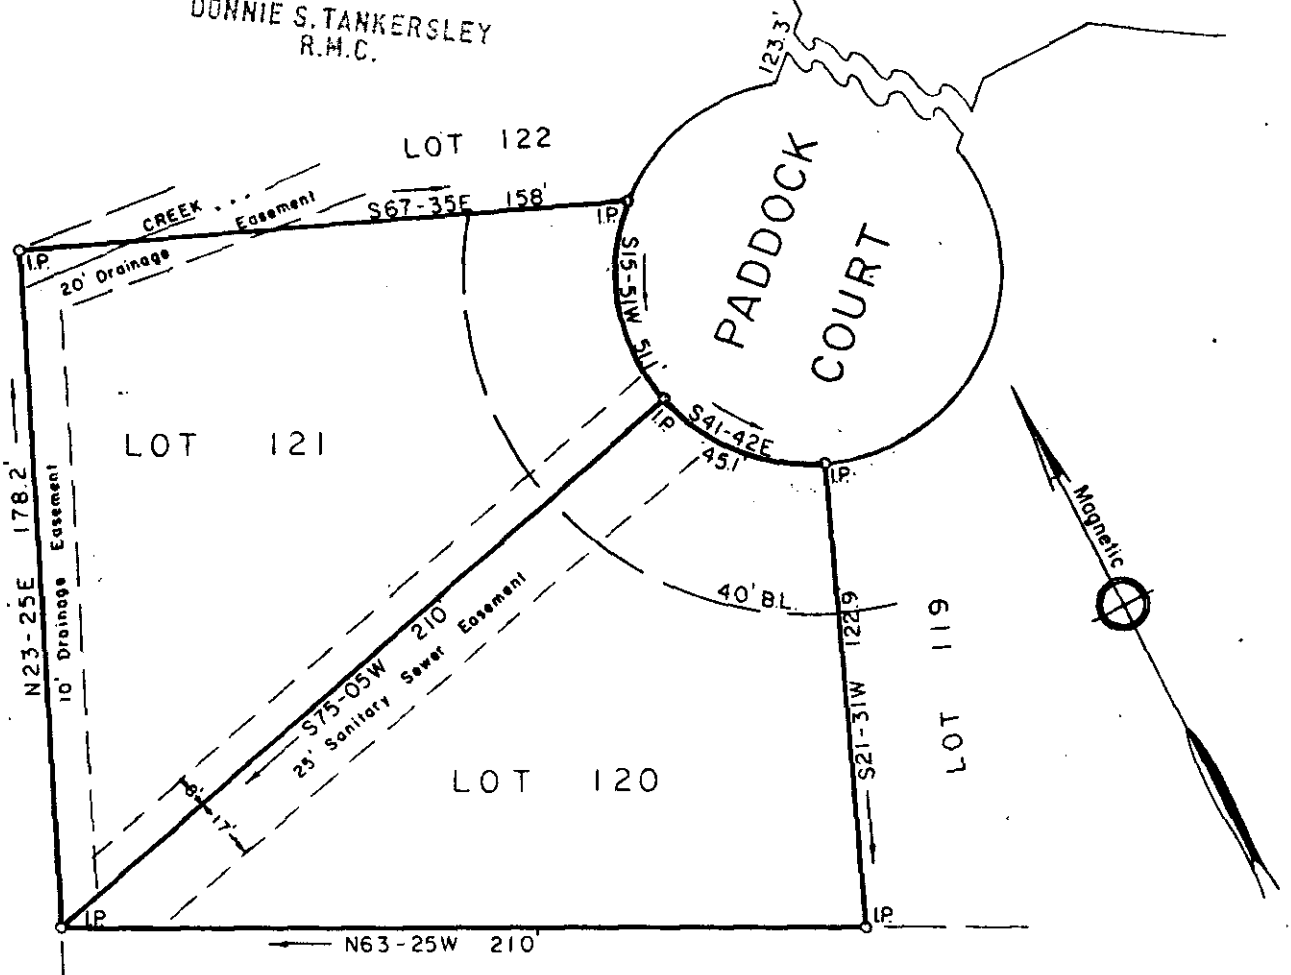 DONNIE S. TANKERSLEY
R.M.C.
123.3'
LOT 122
PADDOCK
COURT
CREEK ...
Easement
20' Drainage
S67-35E 158'
I.P.
I.P.
S15-51W 51.1'
I.P.
S41-42E
45.1'
I.P.
LOT 121
N23-25E 178.2'
10' Drainage Easement
Magnetic
40' B.L.
S75-05W 210'
25' Sanitary Sewer Easement
8'
17'
LOT 120
S21-31W 122.9
LOT 119
I.P.
I.P.
N63-25W 210'